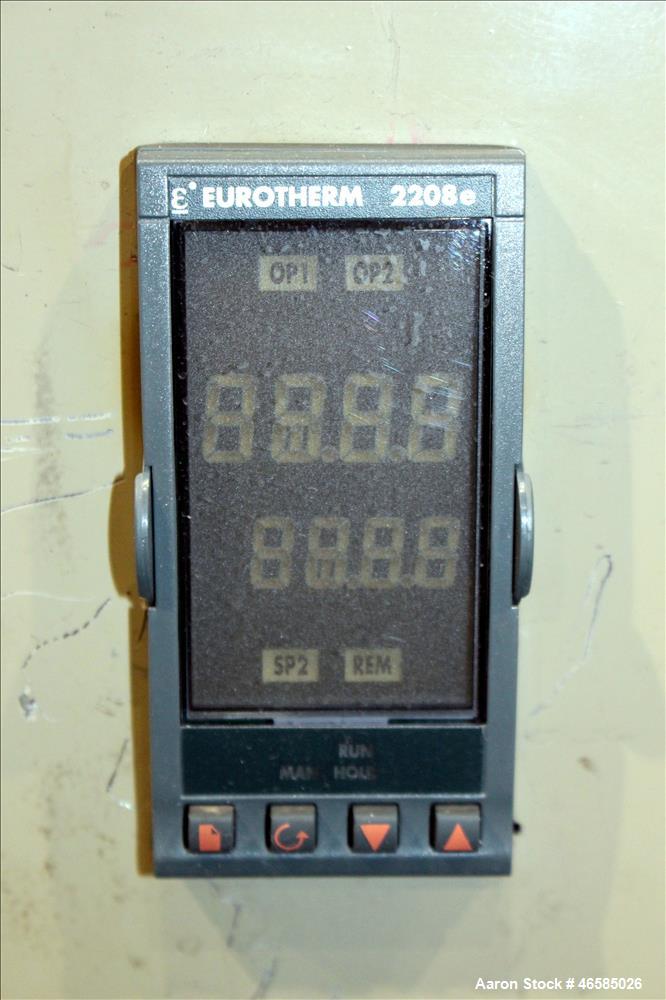 EUROTHERM 2208e
OP1 OP2
SP2 REM
RUN
MAN HOLD
Aaron Stock # 46585026